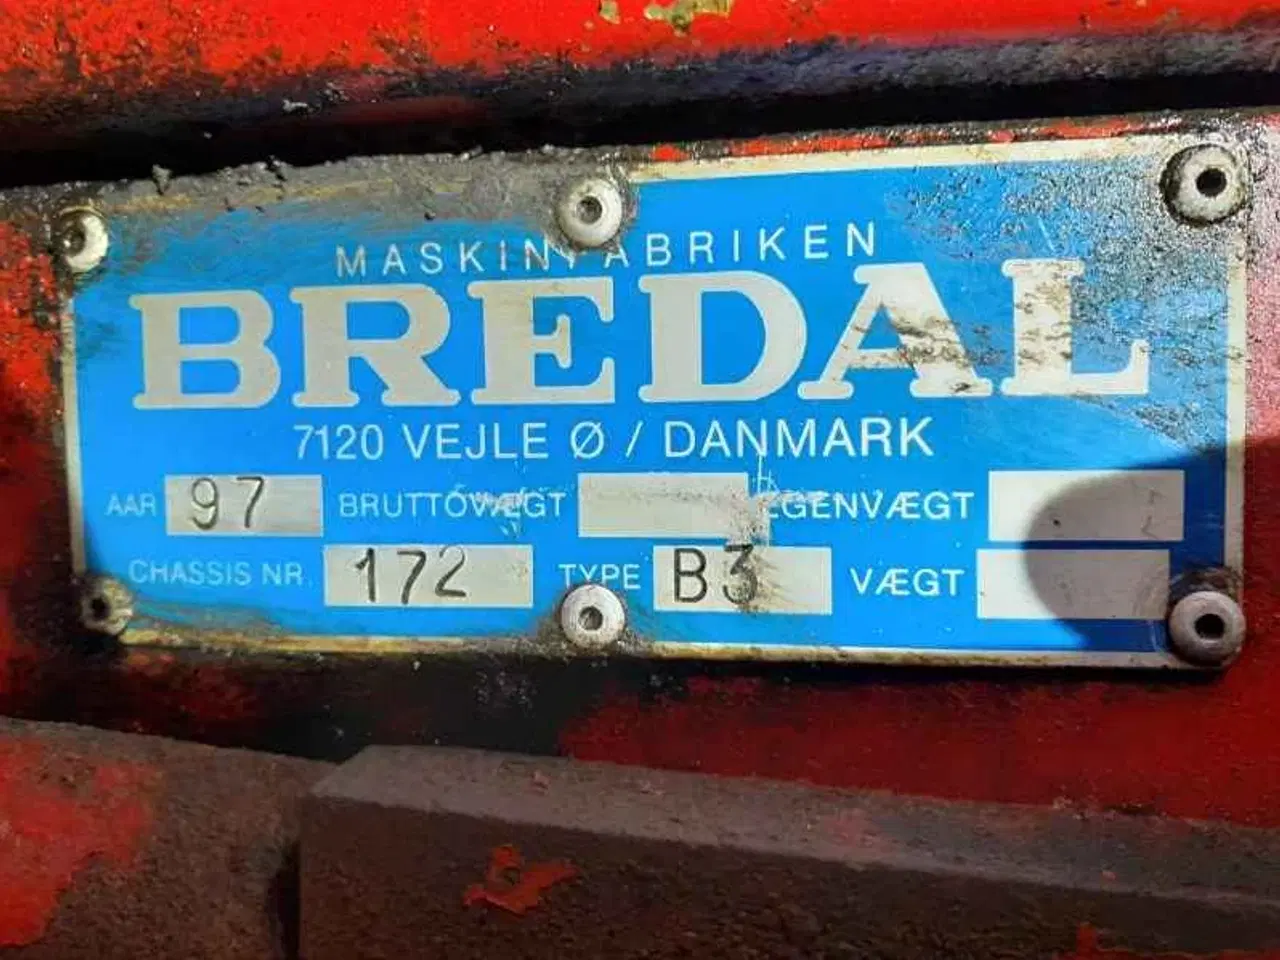 MASKINFABRIKEN
BREDAL
7120 VEJLE Ø / DANMARK
AAR 97 BRUTTOVÆGT EGENVÆGT
CHASSIS NR 172 TYPE B3 VÆGT